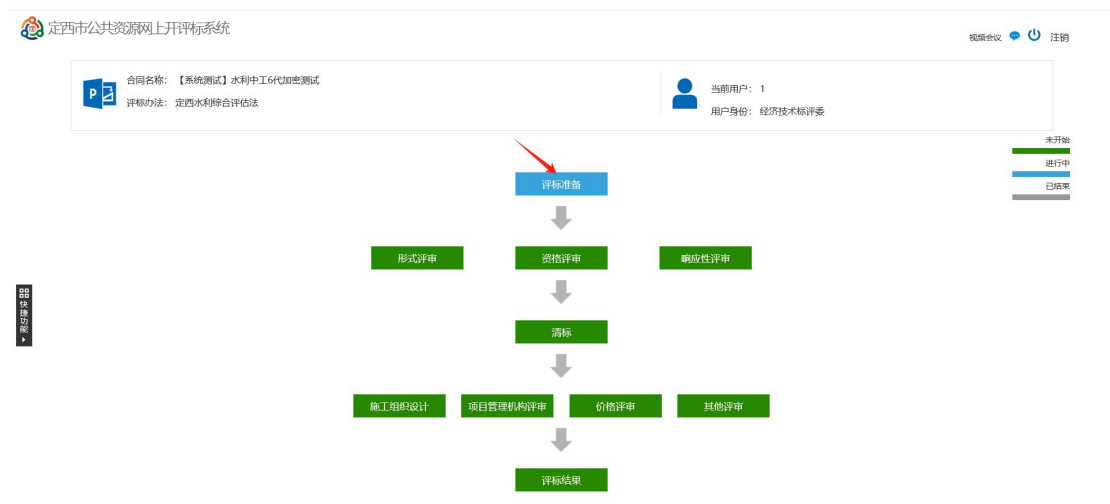 定西市公共资源网上开评标系统
视频会议 注销
合同名称: 【系统测试】水利中工6代加密测试
评标办法: 定西水利综合评估法
当前用户: 1
用户身份: 经济技术标评委
未开始
进行中
已结束
评标准备
形式评审 资格评审 响应性评审
清标
施工组织设计 项目管理机构评审 价格评审 其他评审
评标结果
快捷功能